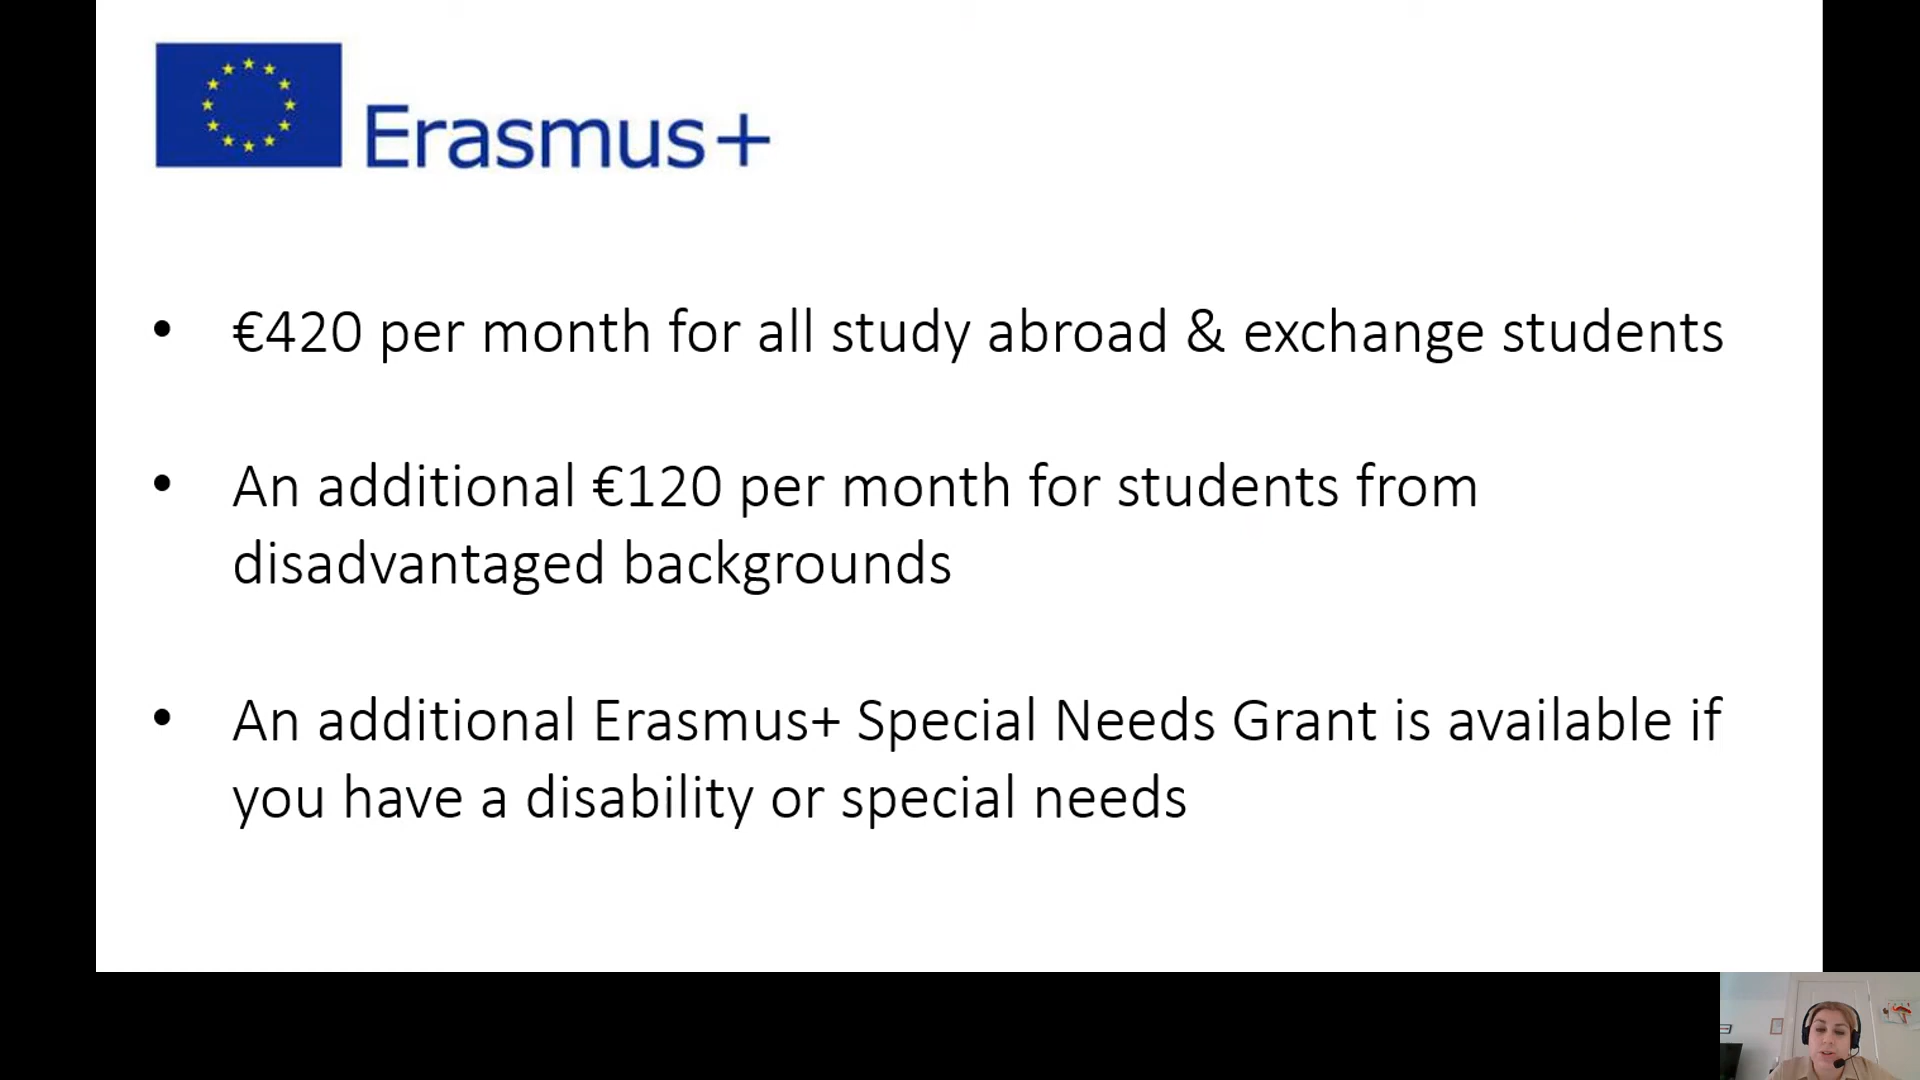 Erasmus+
• €420 per month for all study abroad & exchange students
• An additional €120 per month for students from
disadvantaged backgrounds
• An additional Erasmus+ Special Needs Grant is available if
you have a disability or special needs